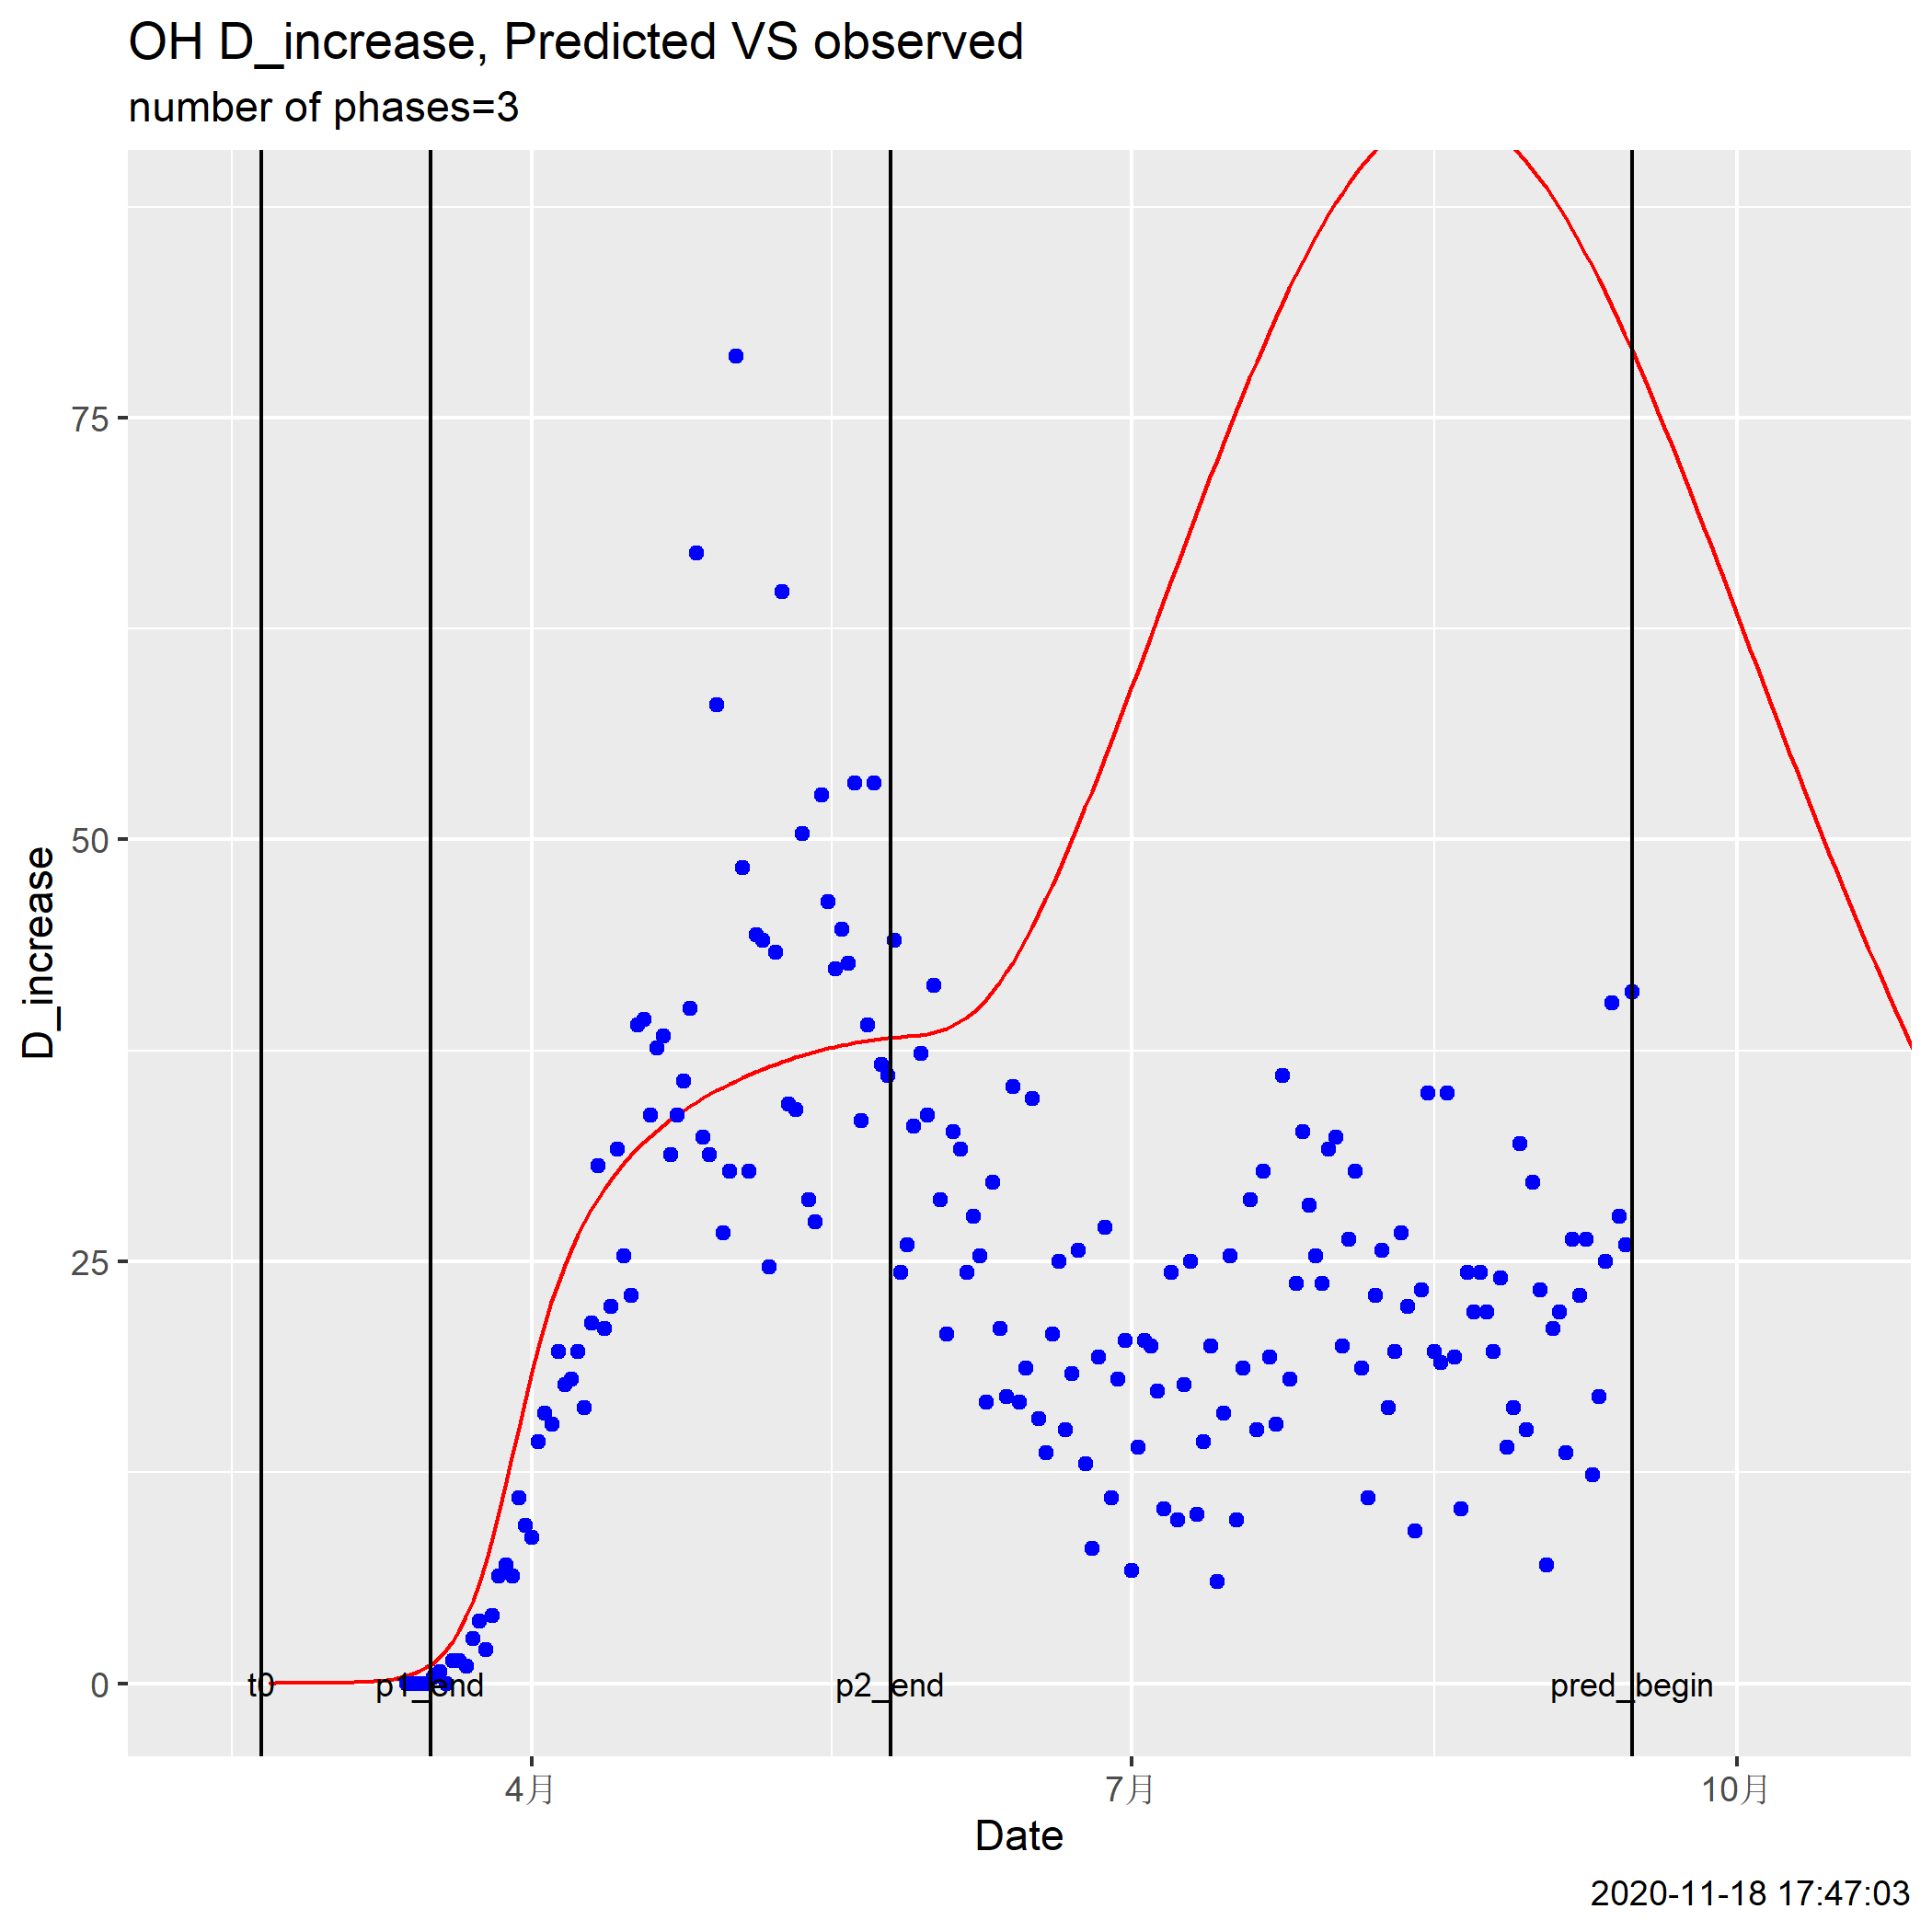 OH D_increase, Predicted VS observed
number of phases=3
D_increase
75
50
25
0
t0
p1_end
p2_end
pred_begin
4月
7月
10月
Date
2020-11-18 17:47:03